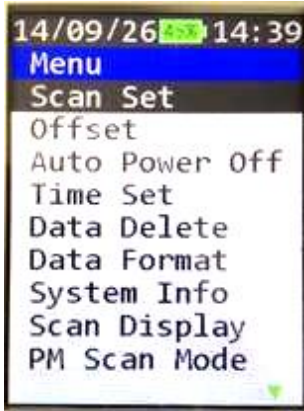 14/09/26 45% 14:39
Menu
Scan Set
Offset
Auto Power Off
Time Set
Data Delete
Data Format
System Info
Scan Display
PM Scan Mode